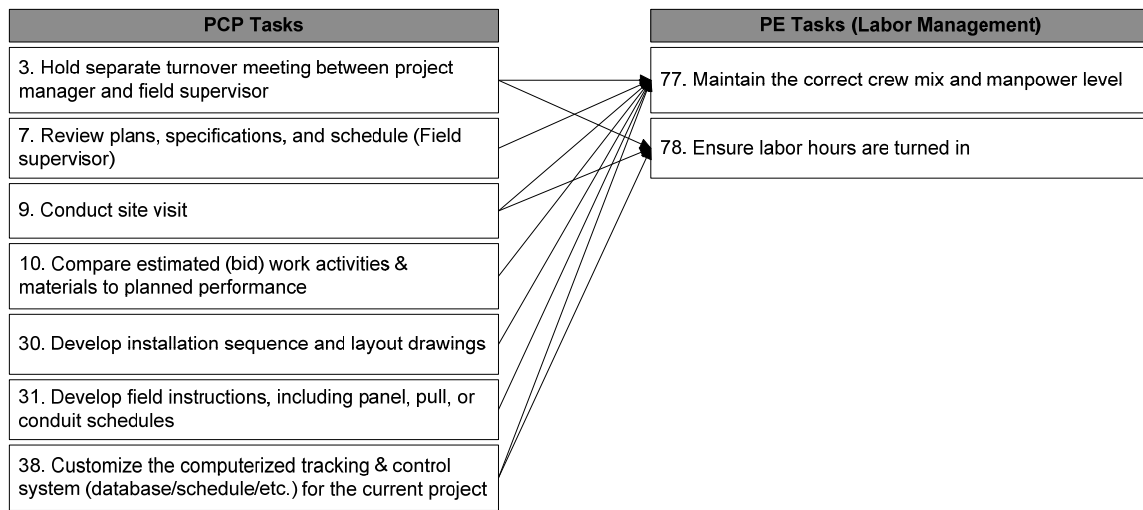 PCP Tasks
3. Hold separate turnover meeting between project
manager and field supervisor
7. Review plans, specifications, and schedule (Field
supervisor)
9. Conduct site visit
10. Compare estimated (bid) work activities &
materials to planned performance
30. Develop installation sequence and layout drawings
31. Develop field instructions, including panel, pull, or
conduit schedules
38. Customize the computerized tracking & control
system (database/schedule/etc.) for the current project
PE Tasks (Labor Management)
77. Maintain the correct crew mix and manpower level
78. Ensure labor hours are turned in